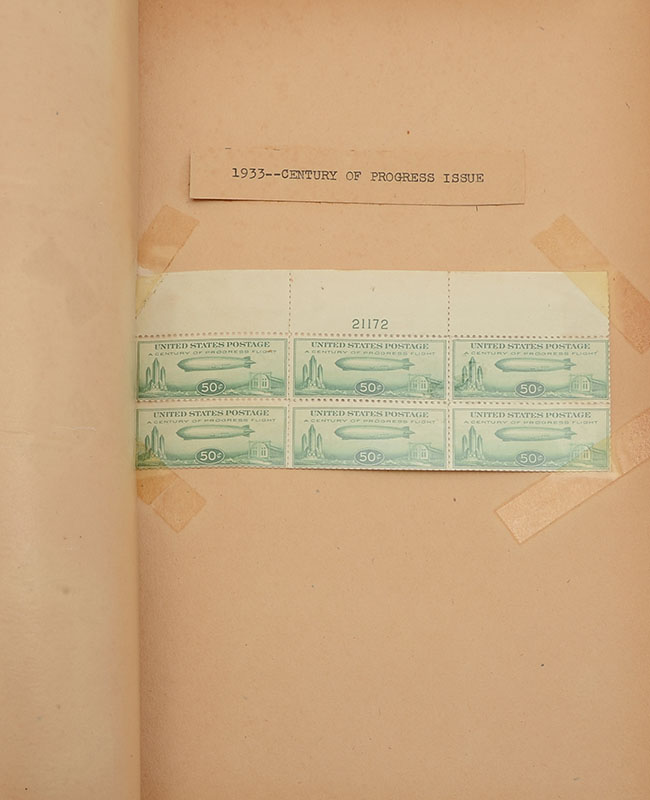 1933--CENTURY OF PROGRESS ISSUE
21172
UNITED STATES POSTAGE UNITED STATES POSTAGE UNITED STATES POSTAGE
A CENTURY OF PROGRESS FLIGHT A CENTURY OF PROGRESS FLIGHT A CENTURY OF PROGRESS FLIGHT
50¢ 50¢ 50¢
UNITED STATES POSTAGE UNITED STATES POSTAGE UNITED STATES POSTAGE
A CENTURY OF PROGRESS FLIGHT A CENTURY OF PROGRESS FLIGHT A CENTURY OF PROGRESS FLIGHT
50¢ 50¢ 50¢